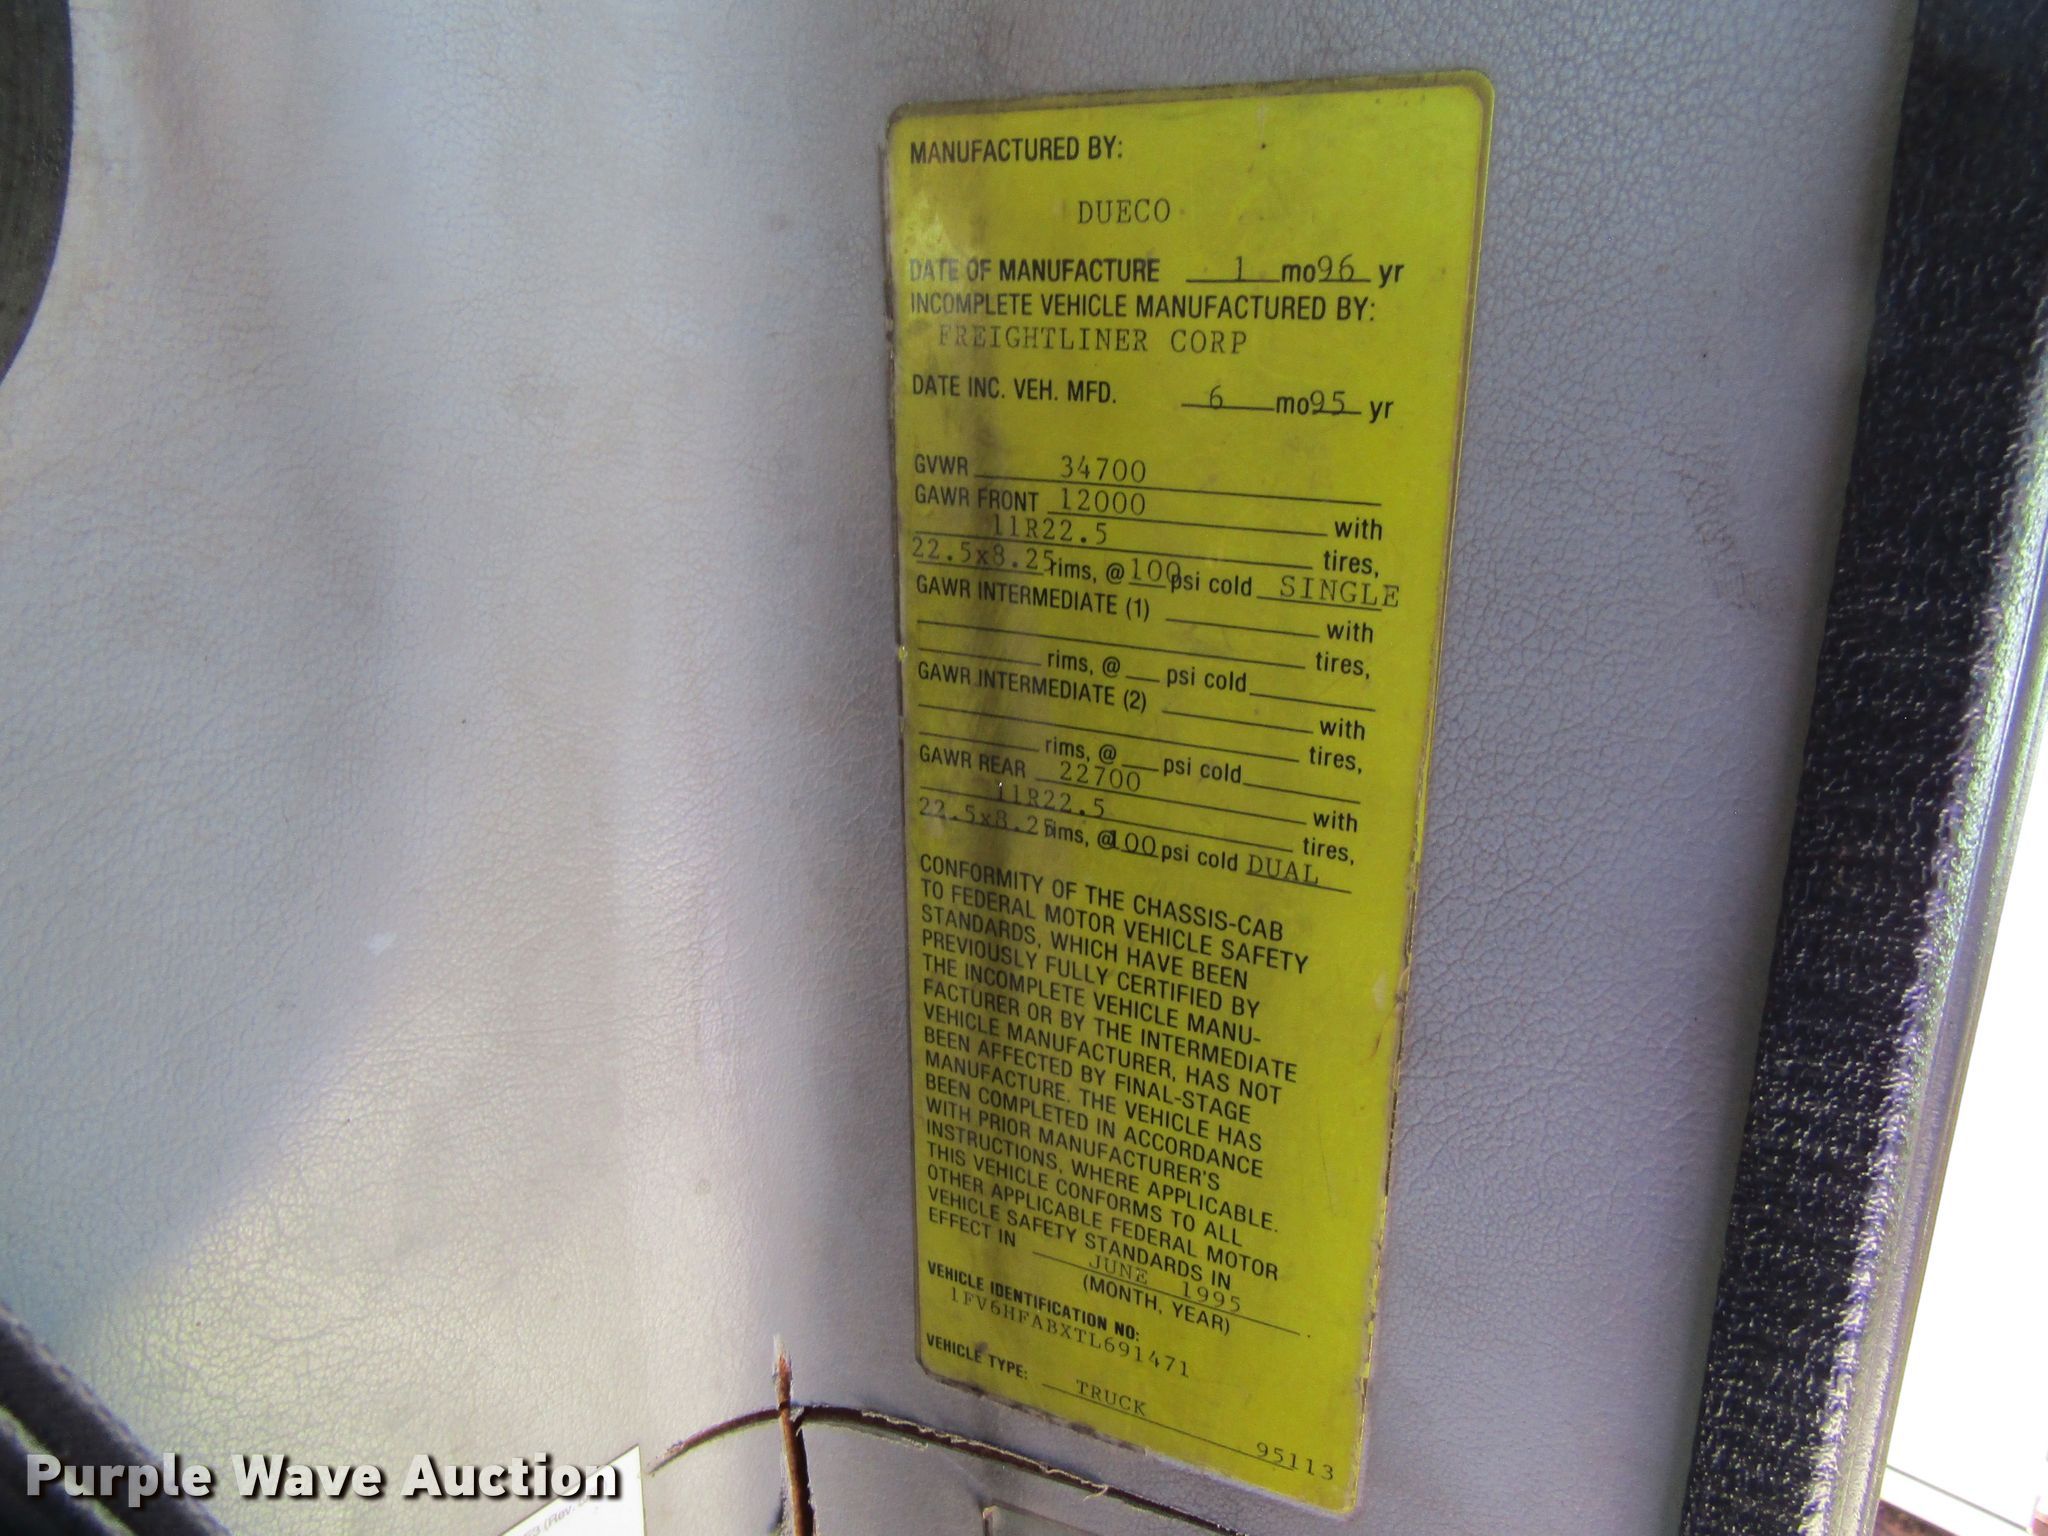 MANUFACTURED BY:
DUECO
DATE OF MANUFACTURE 1 mo 96 yr
INCOMPLETE VEHICLE MANUFACTURED BY:
FREIGHTLINER CORP
DATE INC. VEH. MFD. 6 mo 95 yr
GVWR 34700
GAWR FRONT 12000 with
11R22.5 tires,
22.5x8.25 rims, @ 100 psi cold SINGLE
GAWR INTERMEDIATE (1) with
tires,
rims, @ psi cold
GAWR INTERMEDIATE (2) with
tires,
rims, @ psi cold
GAWR REAR 22700 with
11R22.5 tires,
22.5x8.25 rims, @ 100 psi cold DUAL
CONFORMITY OF THE CHASSIS-CAB
TO FEDERAL MOTOR VEHICLE SAFETY
STANDARDS, WHICH HAVE BEEN
PREVIOUSLY FULLY CERTIFIED BY
THE INCOMPLETE VEHICLE MANU-
FACTURER OR BY THE INTERMEDIATE
VEHICLE MANUFACTURER, HAS NOT
BEEN AFFECTED BY FINAL-STAGE
MANUFACTURE. THE VEHICLE HAS
BEEN COMPLETED IN ACCORDANCE
WITH PRIOR MANUFACTURER'S
INSTRUCTIONS, WHERE APPLICABLE.
THIS VEHICLE CONFORMS TO ALL
OTHER APPLICABLE FEDERAL MOTOR
VEHICLE SAFETY STANDARDS IN
EFFECT IN JUNE 1995
(MONTH, YEAR)
VEHICLE IDENTIFICATION NO:
1FV6HFABXTL691471
VEHICLE TYPE: TRUCK
95113
Purple Wave Auction